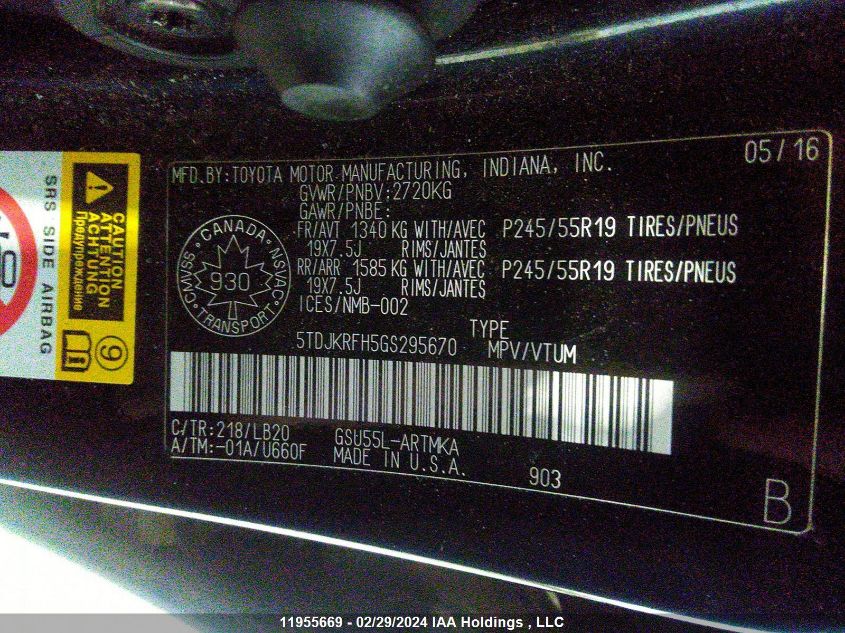 MFD.BY:TOYOTA MOTOR MANUFACTURING, INDIANA, INC. 05/16
GVWR/PNBV:2720KG
GAWR/PNBE:
FR/AVT 1340 KG WITH/AVEC P245/55R19 TIRES/PNEUS
19X7.5J RIMS/JANTES
RR/ARR 1585 KG WITH/AVEC P245/55R19 TIRES/PNEUS
19X7.5J RIMS/JANTES
ICES/NMB-002
CANADA
CMVSS
NSVAC
930
TRANSPORT
TYPE
5TDJKRFH5GS295670 MPV/VTUM
C/TR:218/LB20 GSU55L-ARTMKA
A/TM:-01A/U660F MADE IN U.S.A.
903
B
SRS SIDE AIRBAG
CAUTION
ATTENTION
ACHTUNG
Предупреждение
9
11955669 - 02/29/2024 IAA Holdings , LLC